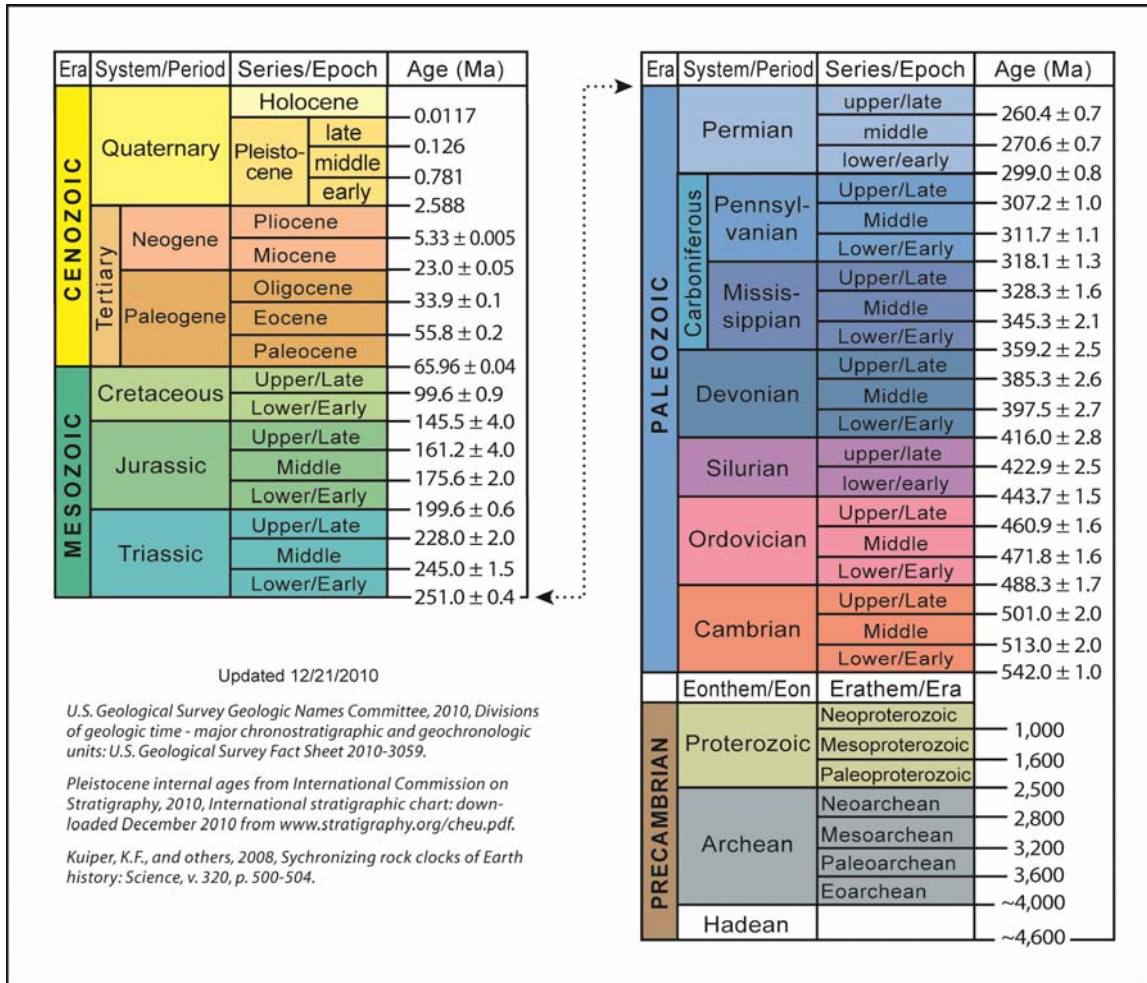 Era System/Period Series/Epoch Age (Ma)
CENOZOIC
Quaternary
Holocene
0.0117
Pleisto-
cene
late
0.126
middle
0.781
early
2.588
Tertiary
Neogene
Pliocene
5.33 ± 0.005
Miocene
23.0 ± 0.05
Paleogene
Oligocene
33.9 ± 0.1
Eocene
55.8 ± 0.2
Paleocene
65.96 ± 0.04
MESOZOIC
Cretaceous
Upper/Late
99.6 ± 0.9
Lower/Early
145.5 ± 4.0
Jurassic
Upper/Late
161.2 ± 4.0
Middle
175.6 ± 2.0
Lower/Early
199.6 ± 0.6
Triassic
Upper/Late
228.0 ± 2.0
Middle
245.0 ± 1.5
Lower/Early
251.0 ± 0.4
Updated 12/21/2010
U.S. Geological Survey Geologic Names Committee, 2010, Divisions
of geologic time - major chronostratigraphic and geochronologic
units: U.S. Geological Survey Fact Sheet 2010-3059.
Pleistocene internal ages from International Commission on
Stratigraphy, 2010, International stratigraphic chart: down-
loaded December 2010 from www.stratigraphy.org/cheu.pdf.
Kuiper, K.F., and others, 2008, Sychronizing rock clocks of Earth
history: Science, v. 320, p. 500-504.
Era System/Period Series/Epoch Age (Ma)
PALEOZOIC
Permian
upper/late
260.4 ± 0.7
middle
270.6 ± 0.7
lower/early
299.0 ± 0.8
Carboniferous
Pennsyl-
vanian
Upper/Late
307.2 ± 1.0
Middle
311.7 ± 1.1
Lower/Early
318.1 ± 1.3
Missis-
sippian
Upper/Late
328.3 ± 1.6
Middle
345.3 ± 2.1
Lower/Early
359.2 ± 2.5
Devonian
Upper/Late
385.3 ± 2.6
Middle
397.5 ± 2.7
Lower/Early
416.0 ± 2.8
Silurian
upper/late
422.9 ± 2.5
lower/early
443.7 ± 1.5
Ordovician
Upper/Late
460.9 ± 1.6
Middle
471.8 ± 1.6
Lower/Early
488.3 ± 1.7
Cambrian
Upper/Late
501.0 ± 2.0
Middle
513.0 ± 2.0
Lower/Early
542.0 ± 1.0
Eonthem/Eon Erathem/Era
PRECAMBRIAN
Proterozoic
Neoproterozoic
1,000
Mesoproterozoic
1,600
Paleoproterozoic
2,500
Archean
Neoarchean
2,800
Mesoarchean
3,200
Paleoarchean
3,600
Eoarchean
~4,000
Hadean
~4,600